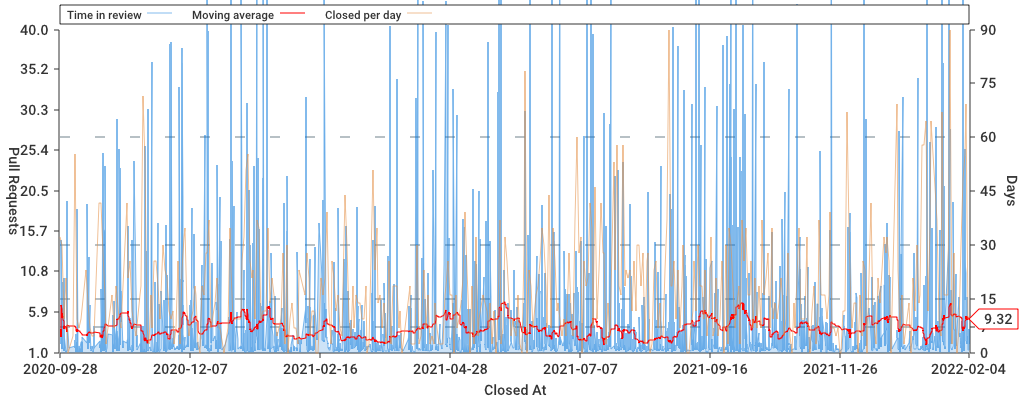 Time in review Moving average Closed per day
40.0 90
35.2 75
30.3
60
25.4
20.5 45
15.7
30
10.8
15
5.9
9.32
1.0 0
Pull Requests
Days
2020-09-28 2020-12-07 2021-02-16 2021-04-28 2021-07-07 2021-09-16 2021-11-26 2022-02-04
Closed At